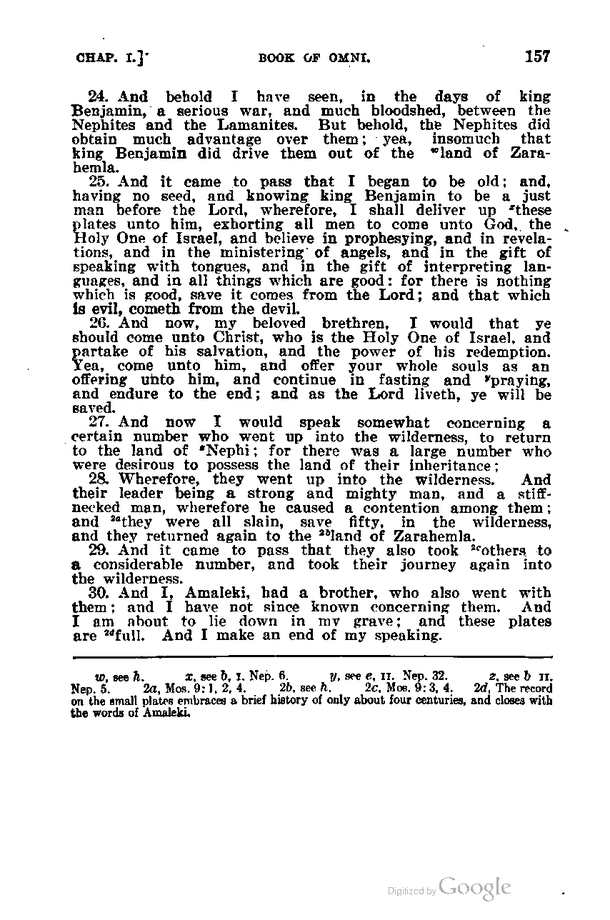 CHAP. I.] BOOK OF OMNI. 157
24. And behold I have seen, in the days of king
Benjamin, a serious war, and much bloodshed, between the
Nephites and the Lamanites. But behold, the Nephites did
obtain much advantage over them; yea, insomuch that
king Benjamin did drive them out of the ʷland of Zara-
hemla.
25. And it came to pass that I began to be old; and,
having no seed, and knowing king Benjamin to be a just
man before the Lord, wherefore, I shall deliver up ˣthese
plates unto him, exhorting all men to come unto God, the
Holy One of Israel, and believe in prophesying, and in revela-
tions, and in the ministering of angels, and in the gift of
speaking with tongues, and in the gift of interpreting lan-
guages, and in all things which are good: for there is nothing
which is good, save it comes from the Lord; and that which
is evil, cometh from the devil.
26. And now, my beloved brethren, I would that ye
should come unto Christ, who is the Holy One of Israel, and
partake of his salvation, and the power of his redemption.
Yea, come unto him, and offer your whole souls as an
offering unto him, and continue in fasting and ʸpraying,
and endure to the end; and as the Lord liveth, ye will be
saved.
27. And now I would speak somewhat concerning a
certain number who went up into the wilderness, to return
to the land of ᶻNephi; for there was a large number who
were desirous to possess the land of their inheritance;
28. Wherefore, they went up into the wilderness. And
their leader being a strong and mighty man, and a stiff-
necked man, wherefore he caused a contention among them;
and ²ᵃthey were all slain, save fifty, in the wilderness,
and they returned again to the ²ᵇland of Zarahemla.
29. And it came to pass that they also took ²ᶜothers to
a considerable number, and took their journey again into
the wilderness.
30. And I, Amaleki, had a brother, who also went with
them; and I have not since known concerning them. And
I am about to lie down in my grave; and these plates
are ²ᵈfull. And I make an end of my speaking.
w, see h. x, see b, I. Nep. 6. y, see e, II. Nep. 32. z, see b II.
Nep. 5. 2a, Mos. 9:1, 2, 4. 2b, see h. 2c, Mos. 9:3, 4. 2d, The record
on the small plates embraces a brief history of only about four centuries, and closes with
the words of Amaleki.
Digitized by Google